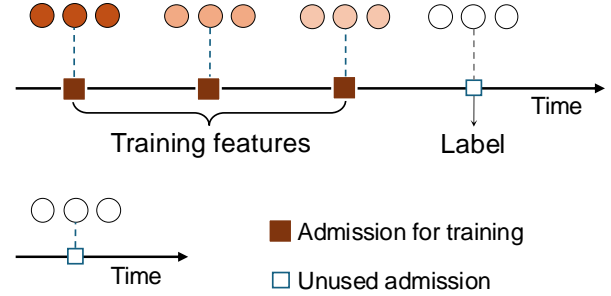 Time
Training features
Label
Time
Admission for training
Unused admission